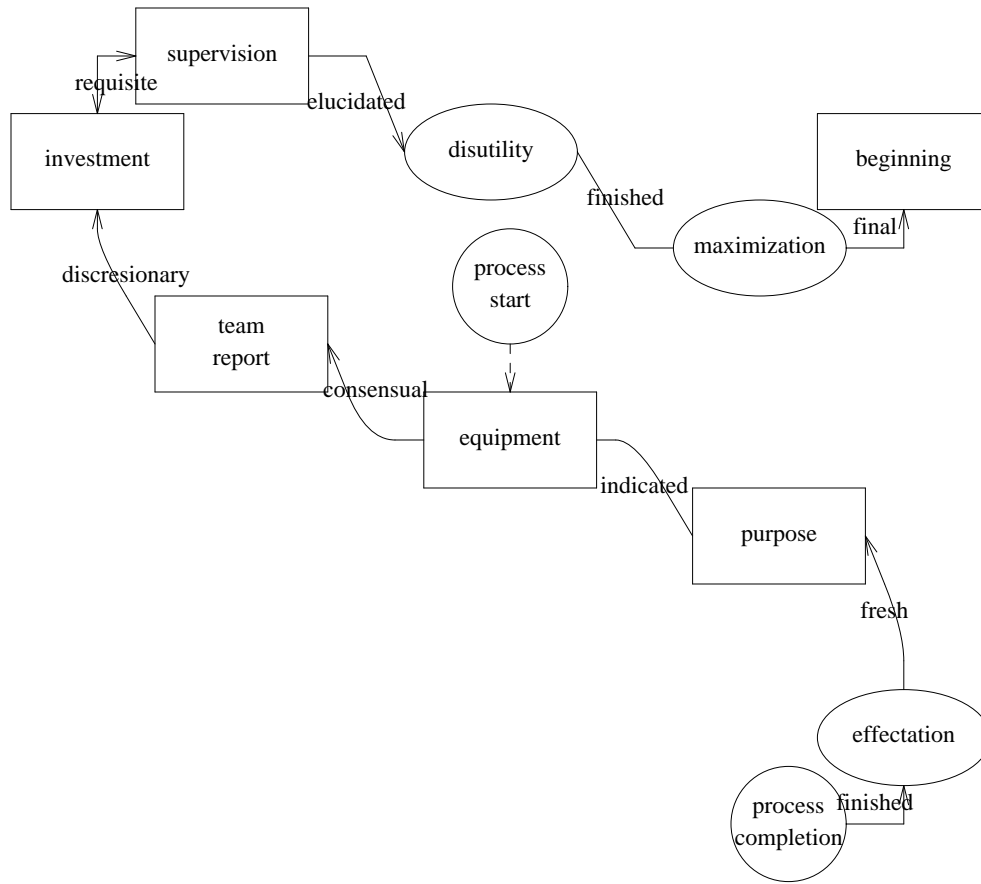 supervision
requisite
elucidated
investment
disutility
beginning
finished
final
maximization
process
start
discresionary
team
report
consensual
equipment
indicated
purpose
fresh
effectation
finished
process
completion